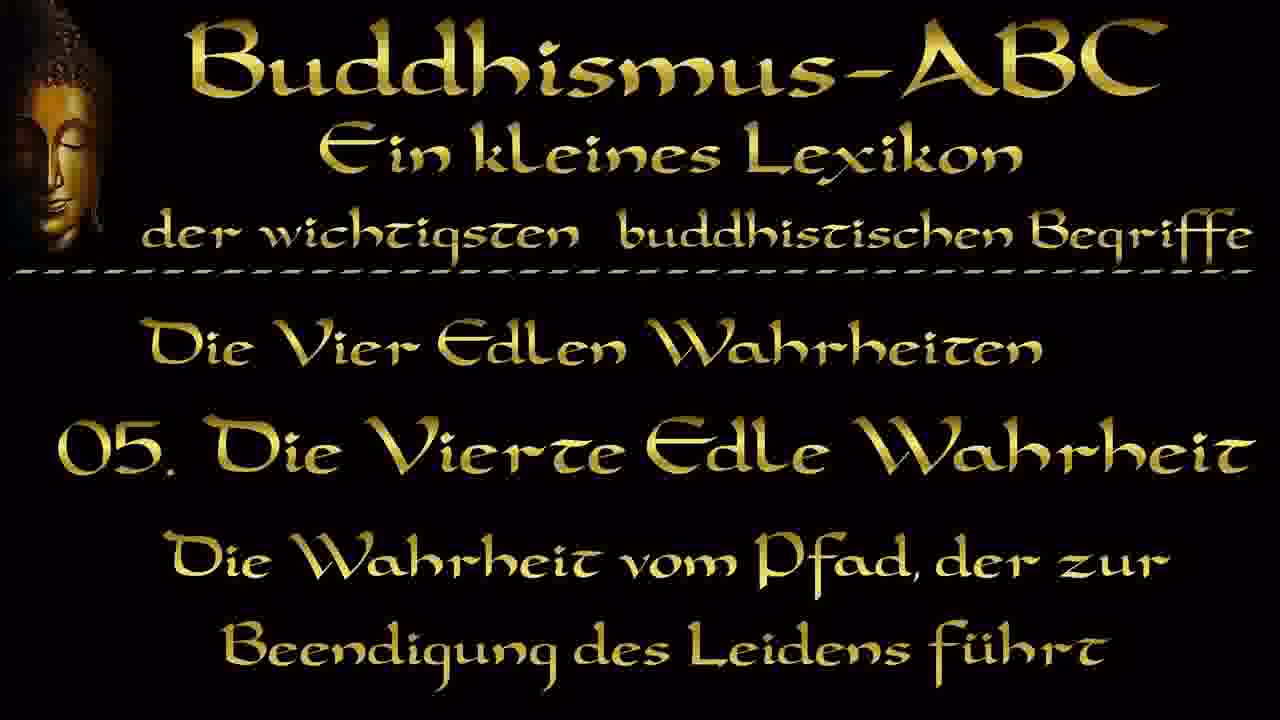 Buddhismus-ABC
Ein kleines Lexikon
der wichtigsten buddhistischen Begriffe
Die Vier Edlen Wahrheiten
05. Die Vierte Edle Wahrheit
Die Wahrheit vom Pfad, der zur
Beendigung des Leidens führt